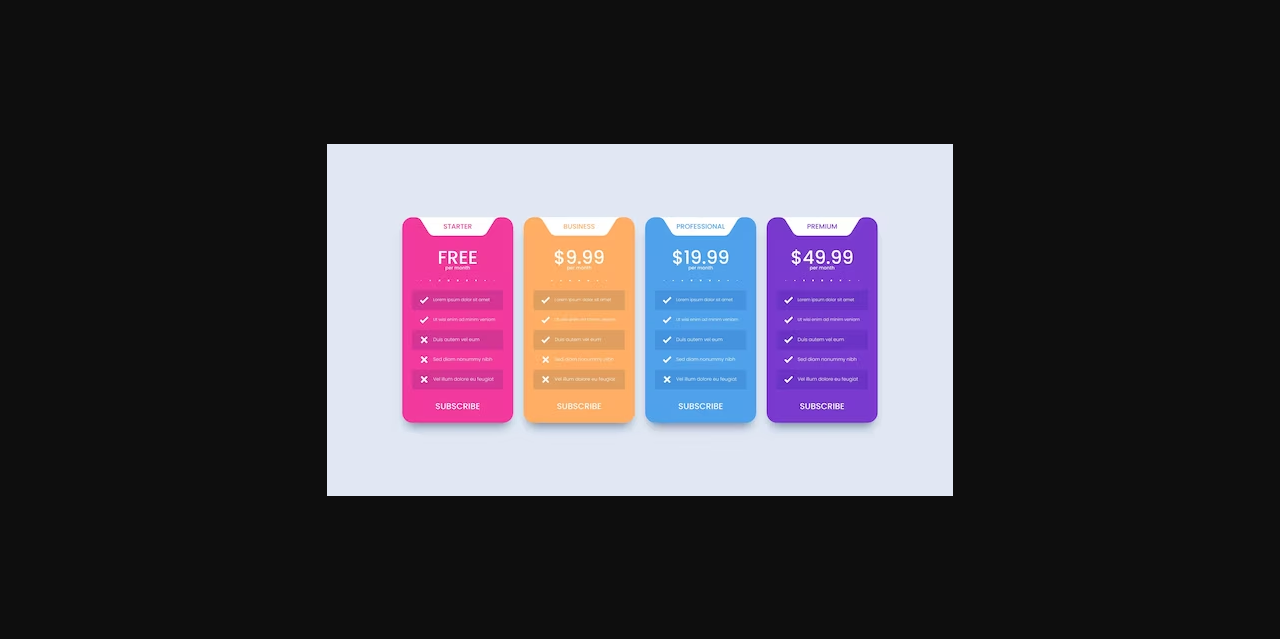 STARTER
FREE
per month
Lorem ipsum dolor sit amet
Ut wisi enim ad minim veniam
Duis autem vel eum
Sed diam nonummy nibh
Vel illum dolore eu feugiat
SUBSCRIBE
BUSINESS
$9.99
per month
Lorem ipsum dolor sit amet
Ut wisi enim ad minim veniam
Duis autem vel eum
Sed diam nonummy nibh
Vel illum dolore eu feugiat
SUBSCRIBE
PROFESSIONAL
$19.99
per month
Lorem ipsum dolor sit amet
Ut wisi enim ad minim veniam
Duis autem vel eum
Sed diam nonummy nibh
Vel illum dolore eu feugiat
SUBSCRIBE
PREMIUM
$49.99
per month
Lorem ipsum dolor sit amet
Ut wisi enim ad minim veniam
Duis autem vel eum
Sed diam nonummy nibh
Vel illum dolore eu feugiat
SUBSCRIBE